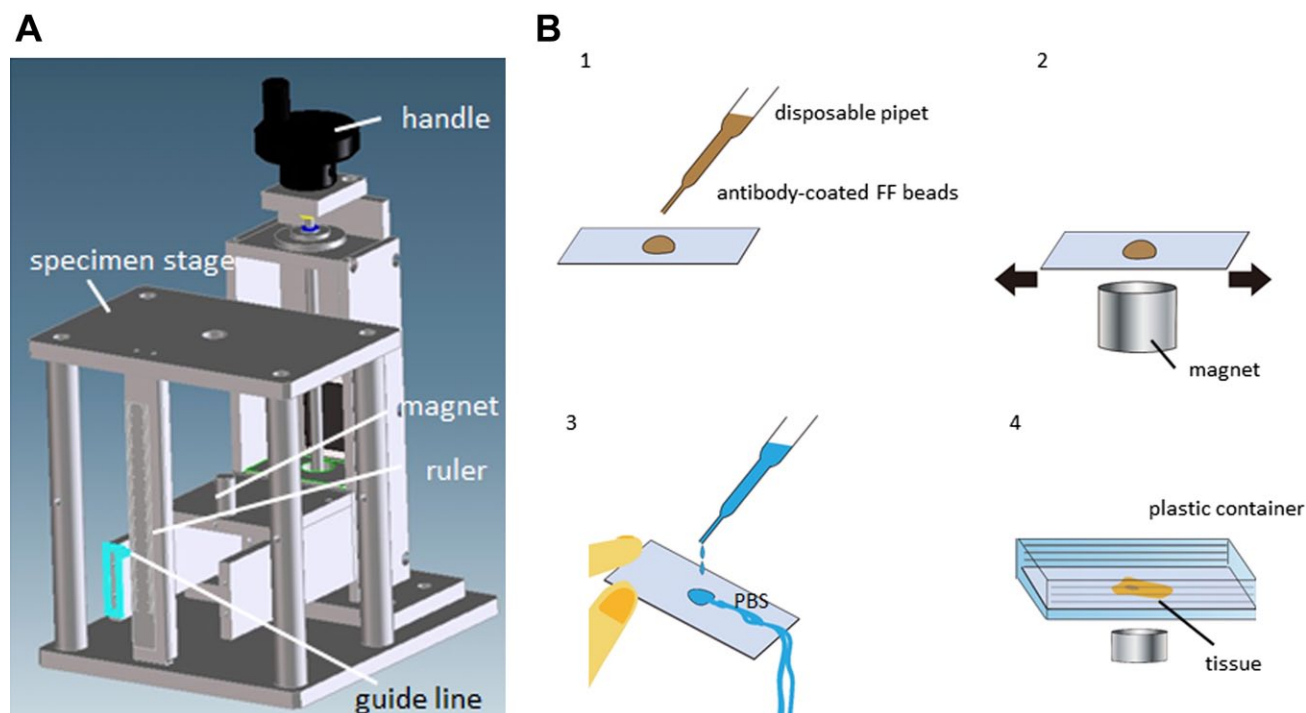 A
handle
specimen stage
magnet
ruler
guide line
B
1
disposable pipet
antibody-coated FF beads
2
magnet
3
PBS
4
plastic container
tissue